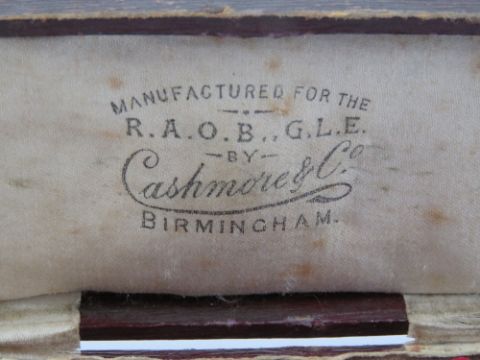 MANUFACTURED FOR THE
R.A.O.B., G.L.E.
— BY —
Cashmore & Co
BIRMINGHAM.